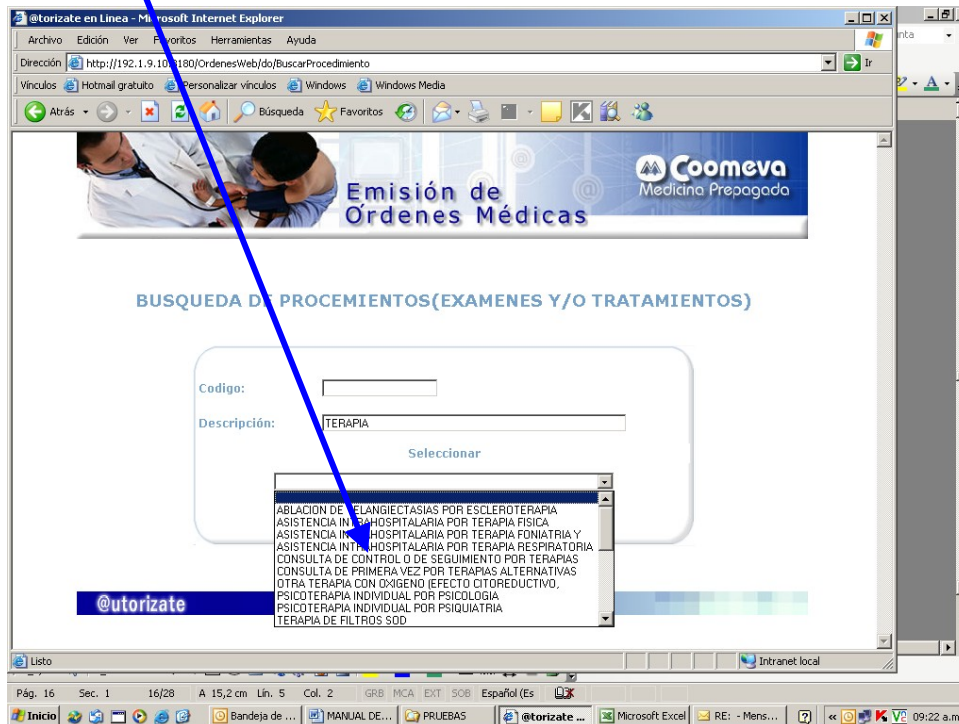 @torizate en Linea - Microsoft Internet Explorer
Archivo Edición Ver Favoritos Herramientas Ayuda
Dirección http://192.1.9.10:8180/OrdenesWeb/do/BuscarProcedimiento Ir
Vínculos Hotmail gratuito Personalizar vínculos Windows Windows Media
Atrás Búsqueda Favoritos
Emisión de
Órdenes Médicas
Coomeva
Medicina Prepagada
BUSQUEDA DE PROCEMIENTOS(EXAMENES Y/O TRATAMIENTOS)
Codigo:
Descripción: TERAPIA
Seleccionar
ABLACION DE TELANGIECTASIAS POR ESCLEROTERAPIA
ASISTENCIA INTRAHOSPITALARIA POR TERAPIA FISICA
ASISTENCIA INTRAHOSPITALARIA POR TERAPIA FONIATRIA Y
ASISTENCIA INTRAHOSPITALARIA POR TERAPIA RESPIRATORIA
CONSULTA DE CONTROL O DE SEGUIMIENTO POR TERAPIAS
CONSULTA DE PRIMERA VEZ POR TERAPIAS ALTERNATIVAS
OTRA TERAPIA CON OXIGENO (EFECTO CITOREDUCTIVO,
PSICOTERAPIA INDIVIDUAL POR PSICOLOGIA
PSICOTERAPIA INDIVIDUAL POR PSIQUIATRIA
TERAPIA DE FILTROS SOD
@utorizate
Listo Intranet local
Pág. 16 Sec. 1 16/28 A 15,2 cm Lín. 5 Col. 2 GRB MCA EXT SOB Español (Es
Inicio Bandeja de ... MANUAL DE... PRUEBAS @torizate ... Microsoft Excel RE: - Mens... 09:22 a.m